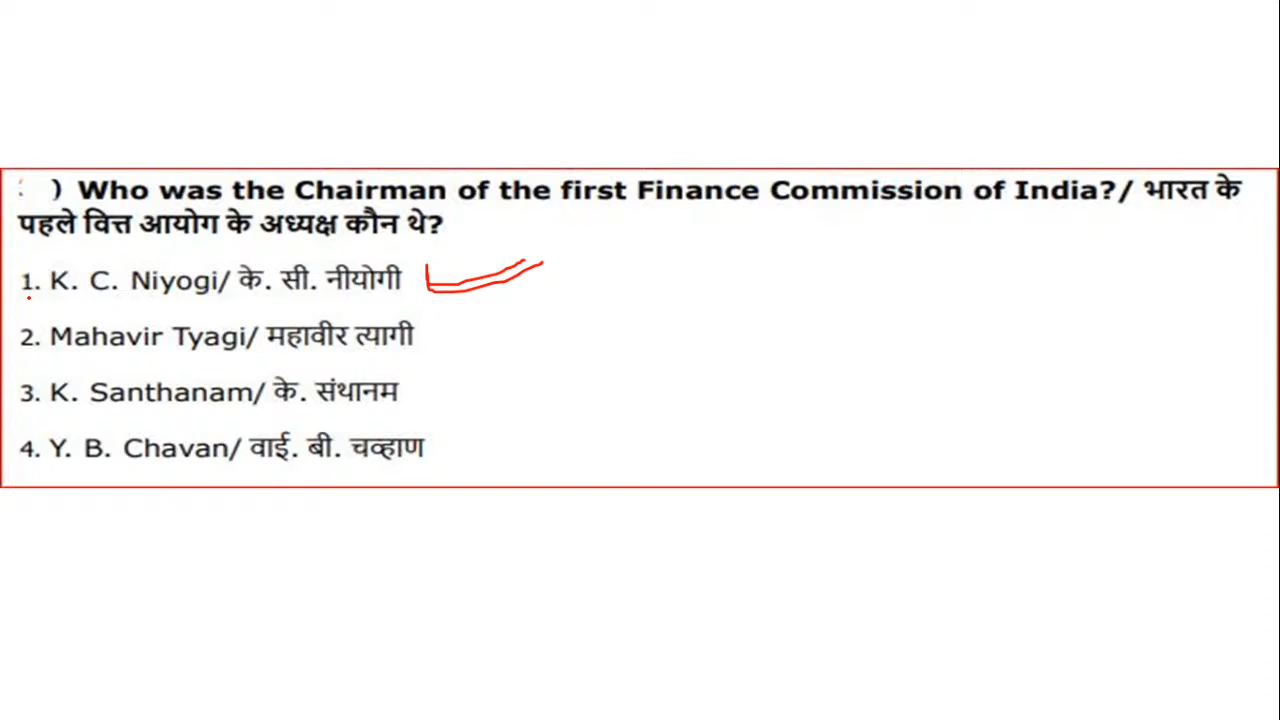 ) Who was the Chairman of the first Finance Commission of India?/ भारत के
पहले वित्त आयोग के अध्यक्ष कौन थे?
1. K. C. Niyogi/ के. सी. नीयोगी
2. Mahavir Tyagi/ महावीर त्यागी
3. K. Santhanam/ के. संथानम
4. Y. B. Chavan/ वाई. बी. चव्हाण